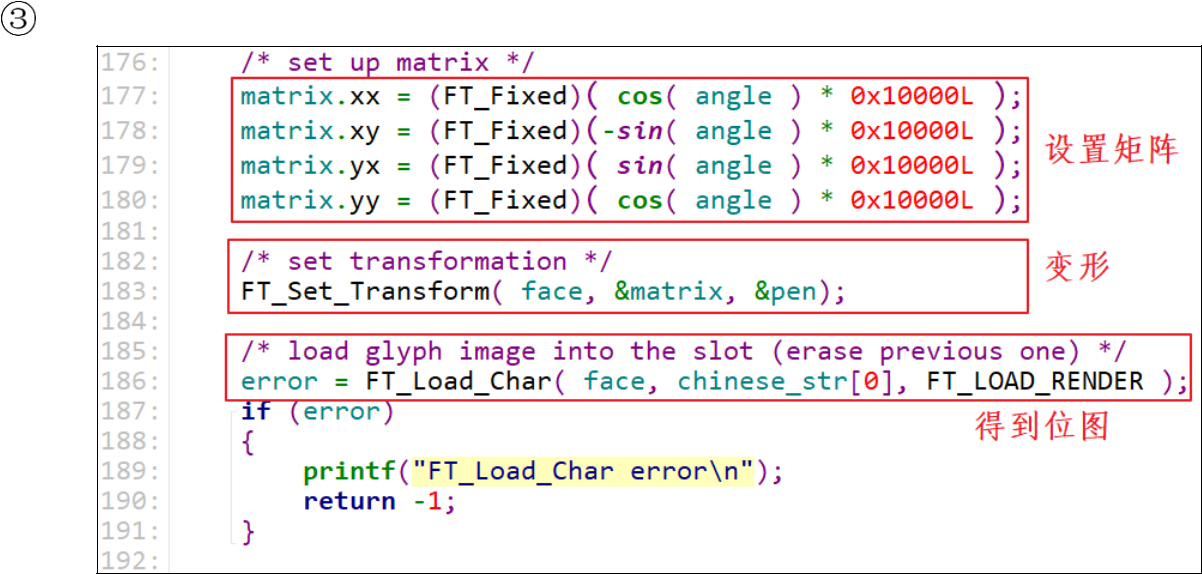 ③
176: /* set up matrix */
177: matrix.xx = (FT_Fixed)( cos( angle ) * 0x10000L );
178: matrix.xy = (FT_Fixed)(-sin( angle ) * 0x10000L );
179: matrix.yx = (FT_Fixed)( sin( angle ) * 0x10000L );
180: matrix.yy = (FT_Fixed)( cos( angle ) * 0x10000L );
设置矩阵
181:
182: /* set transformation */
183: FT_Set_Transform( face, &matrix, &pen);
变形
184:
185: /* load glyph image into the slot (erase previous one) */
186: error = FT_Load_Char( face, chinese_str[0], FT_LOAD_RENDER );
187: if (error)
得到位图
188: {
189: printf("FT_Load_Char error\n");
190: return -1;
191: }
192: